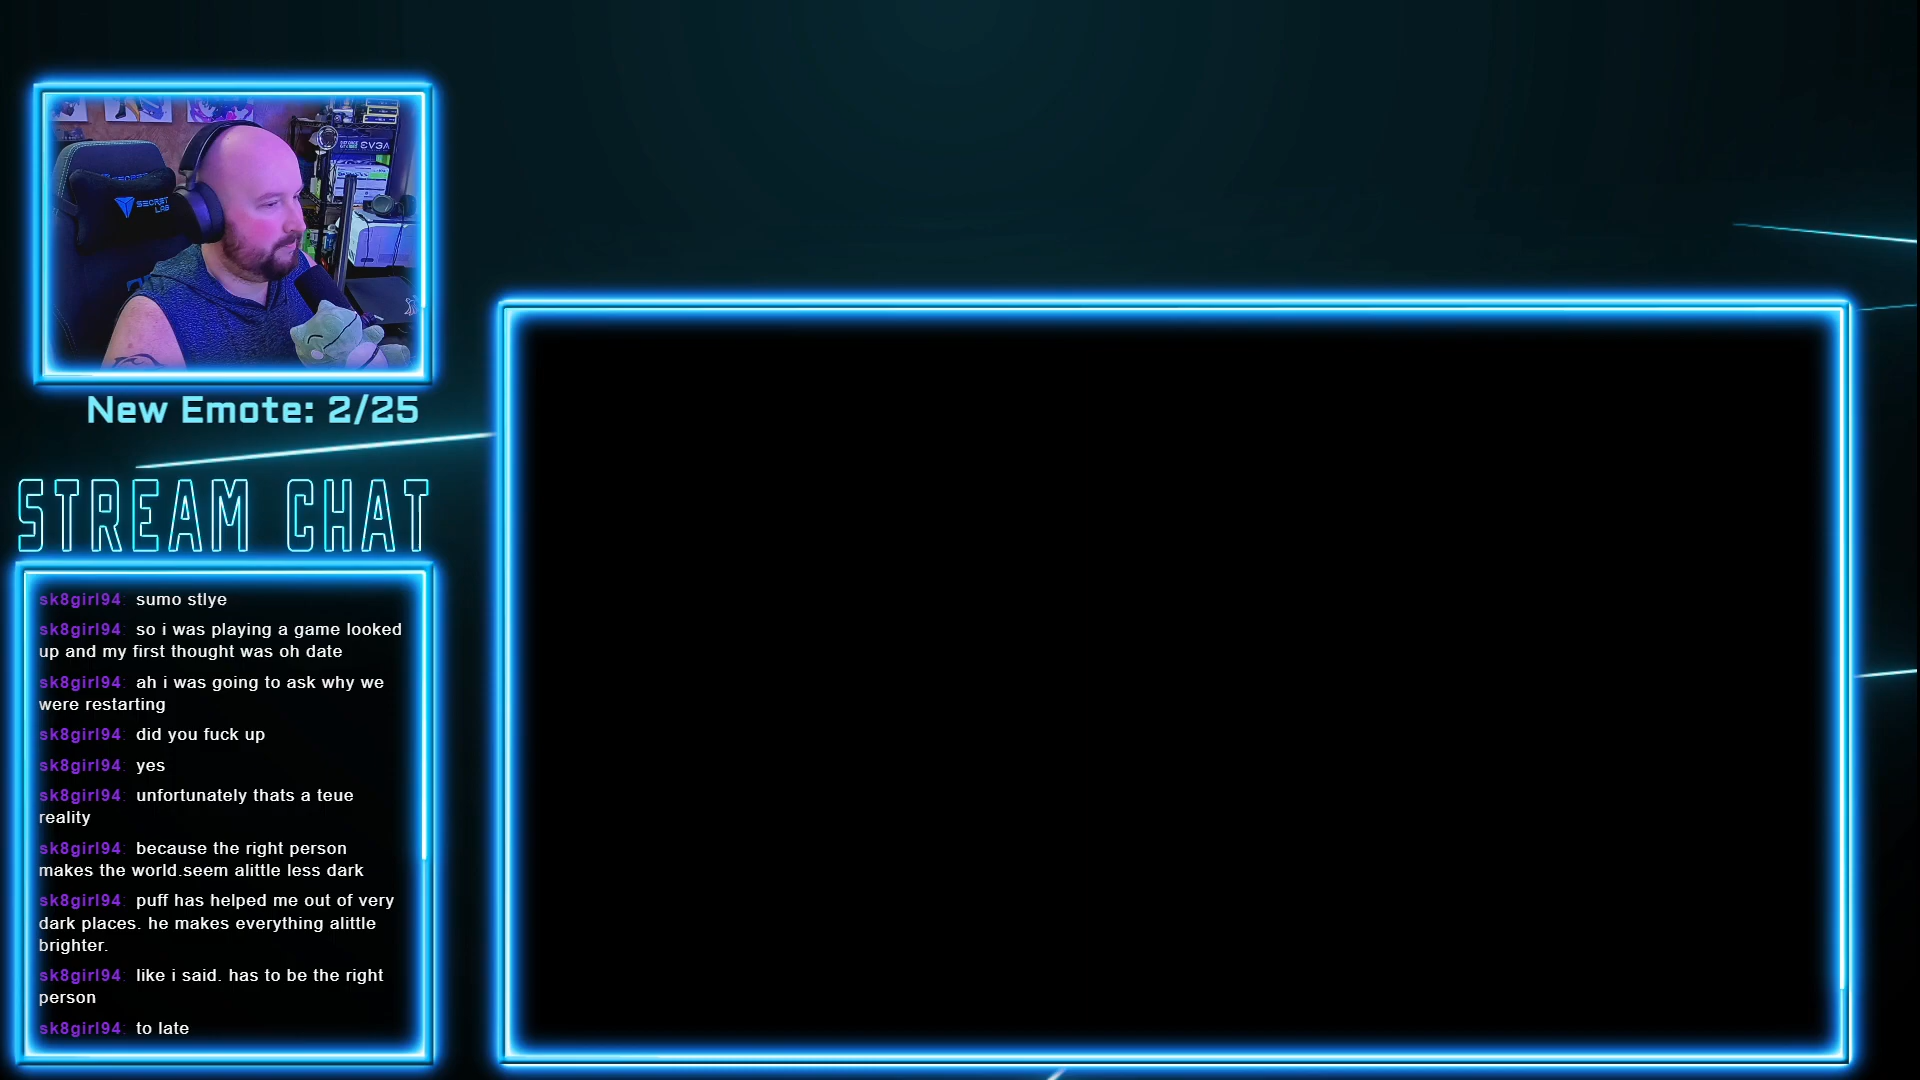 EVGA
SECRET
LAB
New Emote: 2/25
STREAM CHAT
sk8girl94: sumo stlye
sk8girl94: so i was playing a game looked
up and my first thought was oh date
sk8girl94: ah i was going to ask why we
were restarting
sk8girl94: did you fuck up
sk8girl94: yes
sk8girl94: unfortunately thats a teue
reality
sk8girl94: because the right person
makes the world.seem alittle less dark
sk8girl94: puff has helped me out of very
dark places. he makes everything alittle
brighter.
sk8girl94: like i said. has to be the right
person
sk8girl94: to late